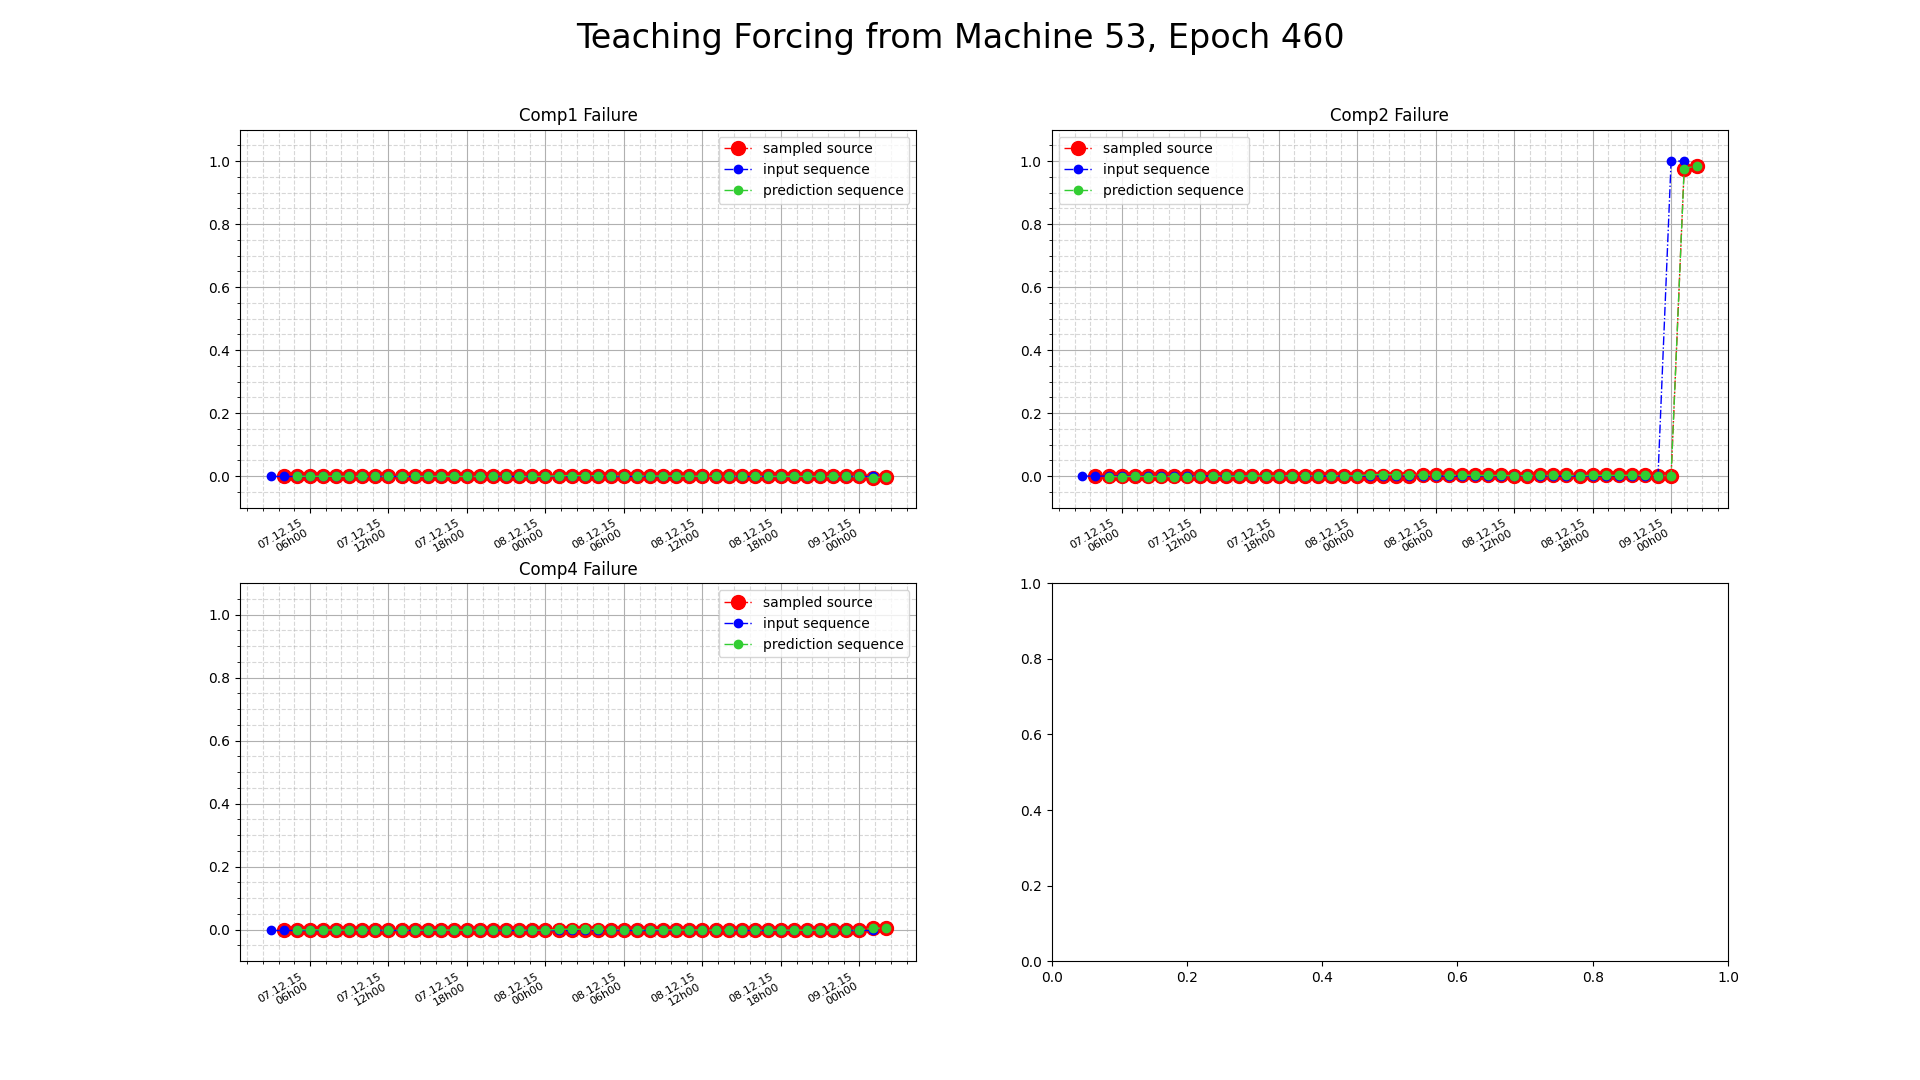 Teaching Forcing from Machine 53, Epoch 460
Comp1 Failure
sampled source
input sequence
prediction sequence
1.0
0.8
0.6
0.4
0.2
0.0
07.12.15
06h00
07.12.15
12h00
07.12.15
18h00
08.12.15
00h00
08.12.15
06h00
08.12.15
12h00
08.12.15
18h00
09.12.15
00h00
Comp2 Failure
sampled source
input sequence
prediction sequence
1.0
0.8
0.6
0.4
0.2
0.0
07.12.15
06h00
07.12.15
12h00
07.12.15
18h00
08.12.15
00h00
08.12.15
06h00
08.12.15
12h00
08.12.15
18h00
09.12.15
00h00
Comp4 Failure
sampled source
input sequence
prediction sequence
1.0
0.8
0.6
0.4
0.2
0.0
07.12.15
06h00
07.12.15
12h00
07.12.15
18h00
08.12.15
00h00
08.12.15
06h00
08.12.15
12h00
08.12.15
18h00
09.12.15
00h00
1.0
0.8
0.6
0.4
0.2
0.0
0.0 0.2 0.4 0.6 0.8 1.0